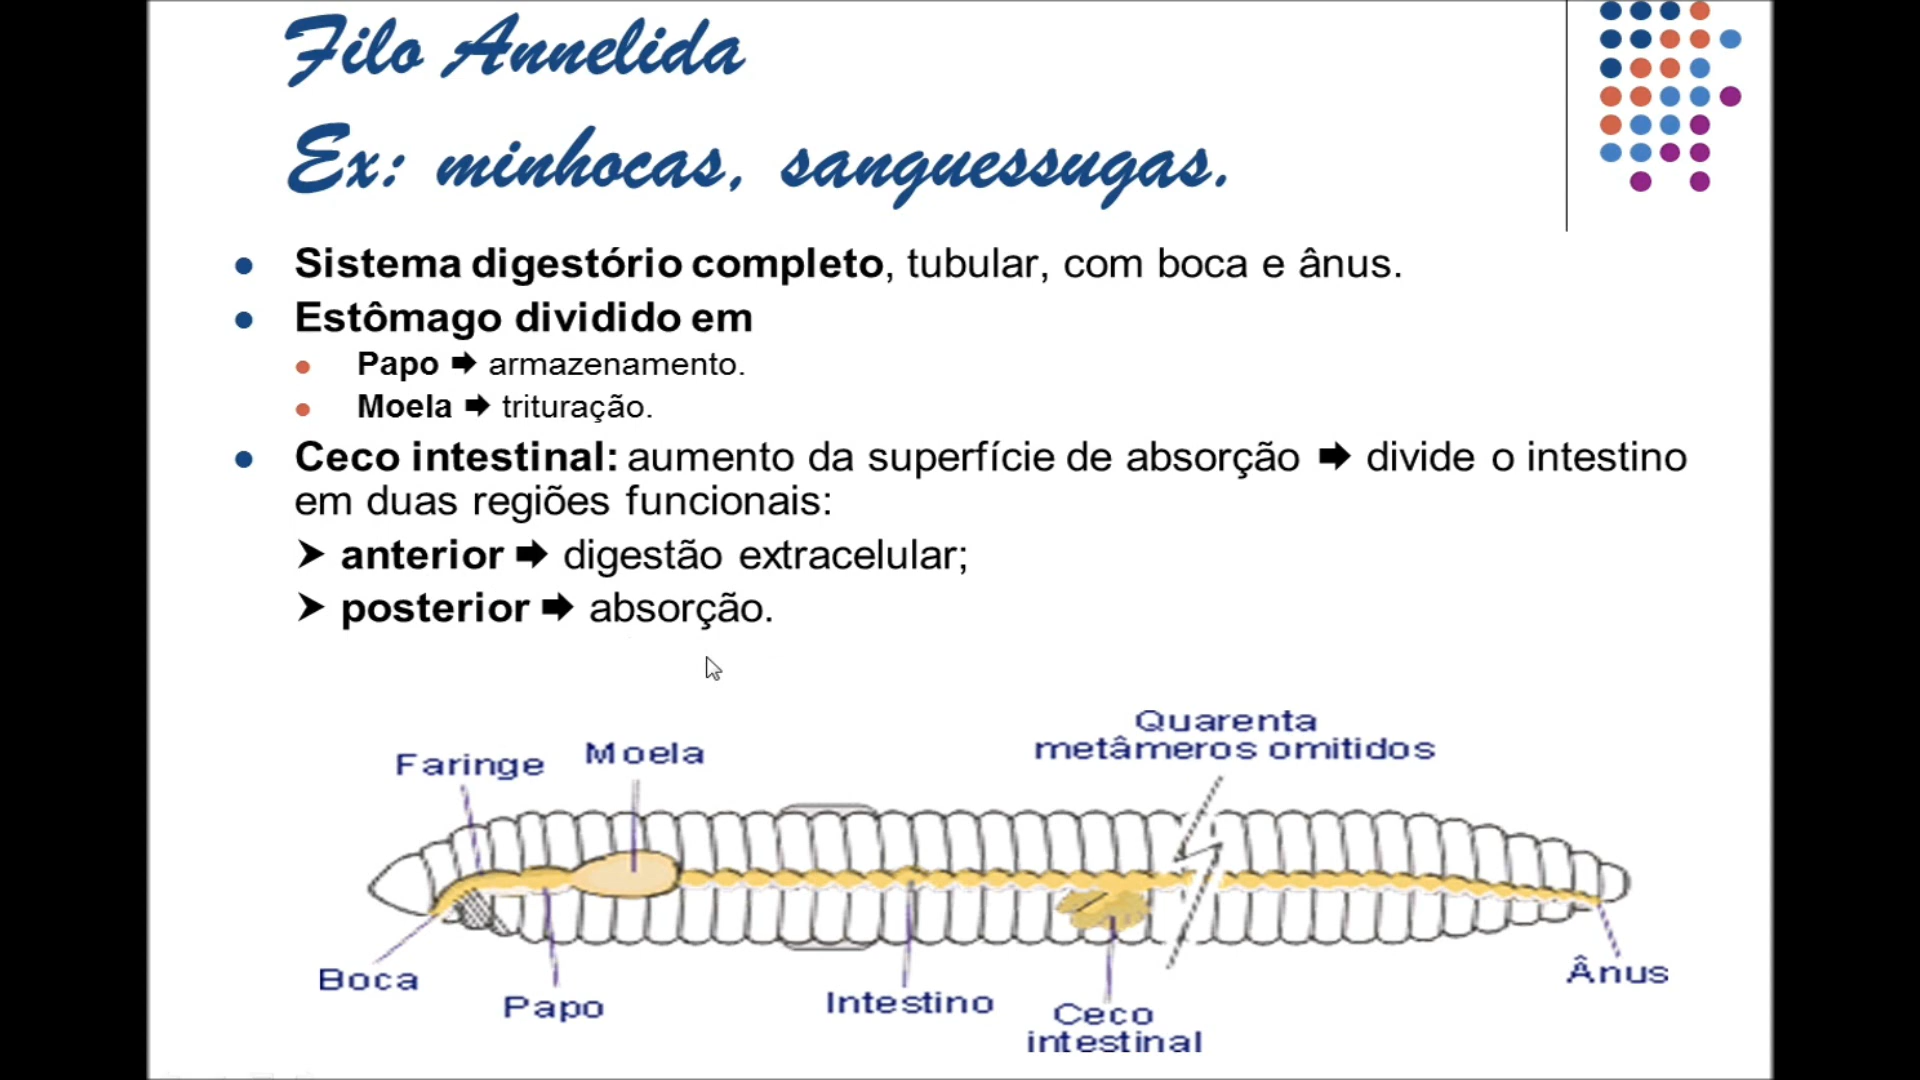 Filo Annelida
Ex: minhocas, sanguessugas.
Sistema digestório completo, tubular, com boca e ânus.
Estômago dividido em
Papo ➡ armazenamento.
Moela ➡ trituração.
Ceco intestinal: aumento da superfície de absorção ➡ divide o intestino
em duas regiões funcionais:
➤ anterior ➡ digestão extracelular;
➤ posterior ➡ absorção.
Quarenta
metâmeros omitidos
Faringe
Moela
Boca
Papo
Intestino
Ceco
intestinal
Ânus